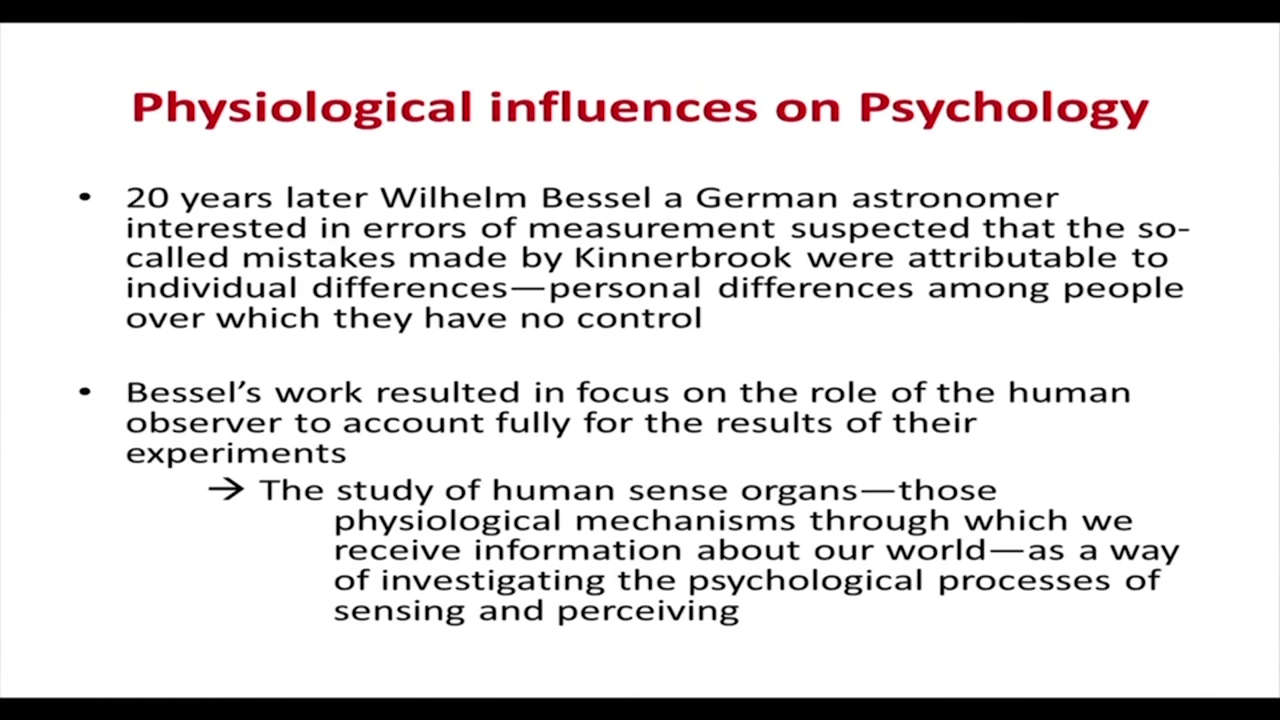 Physiological influences on Psychology
• 20 years later Wilhelm Bessel a German astronomer
interested in errors of measurement suspected that the so-
called mistakes made by Kinnerbrook were attributable to
individual differences—personal differences among people
over which they have no control
• Bessel’s work resulted in focus on the role of the human
observer to account fully for the results of their
experiments
→ The study of human sense organs—those
physiological mechanisms through which we
receive information about our world—as a way
of investigating the psychological processes of
sensing and perceiving